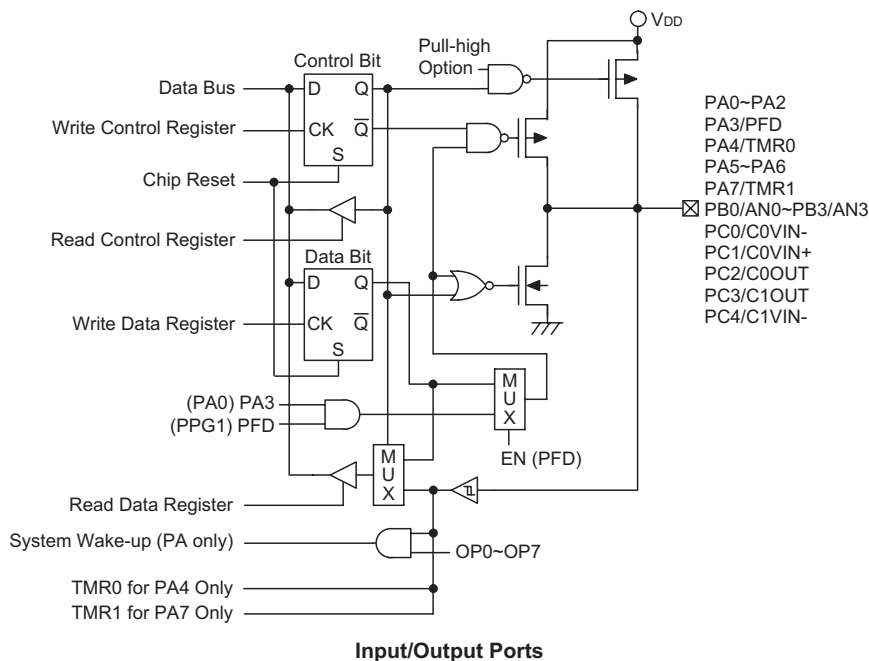 VDD
Pull-high
Option
Control Bit
Data Bus
D
Q
Write Control Register
CK
Q
S
Chip Reset
Read Control Register
Data Bit
D
Q
Write Data Register
CK
Q
S
PA0~PA2
PA3/PFD
PA4/TMR0
PA5~PA6
PA7/TMR1
PB0/AN0~PB3/AN3
PC0/C0VIN-
PC1/C0VIN+
PC2/C0OUT
PC3/C1OUT
PC4/C1VIN-
(PA0) PA3
(PPG1) PFD
M
U
X
EN (PFD)
M
U
X
Read Data Register
System Wake-up (PA only)
OP0~OP7
TMR0 for PA4 Only
TMR1 for PA7 Only
Input/Output Ports